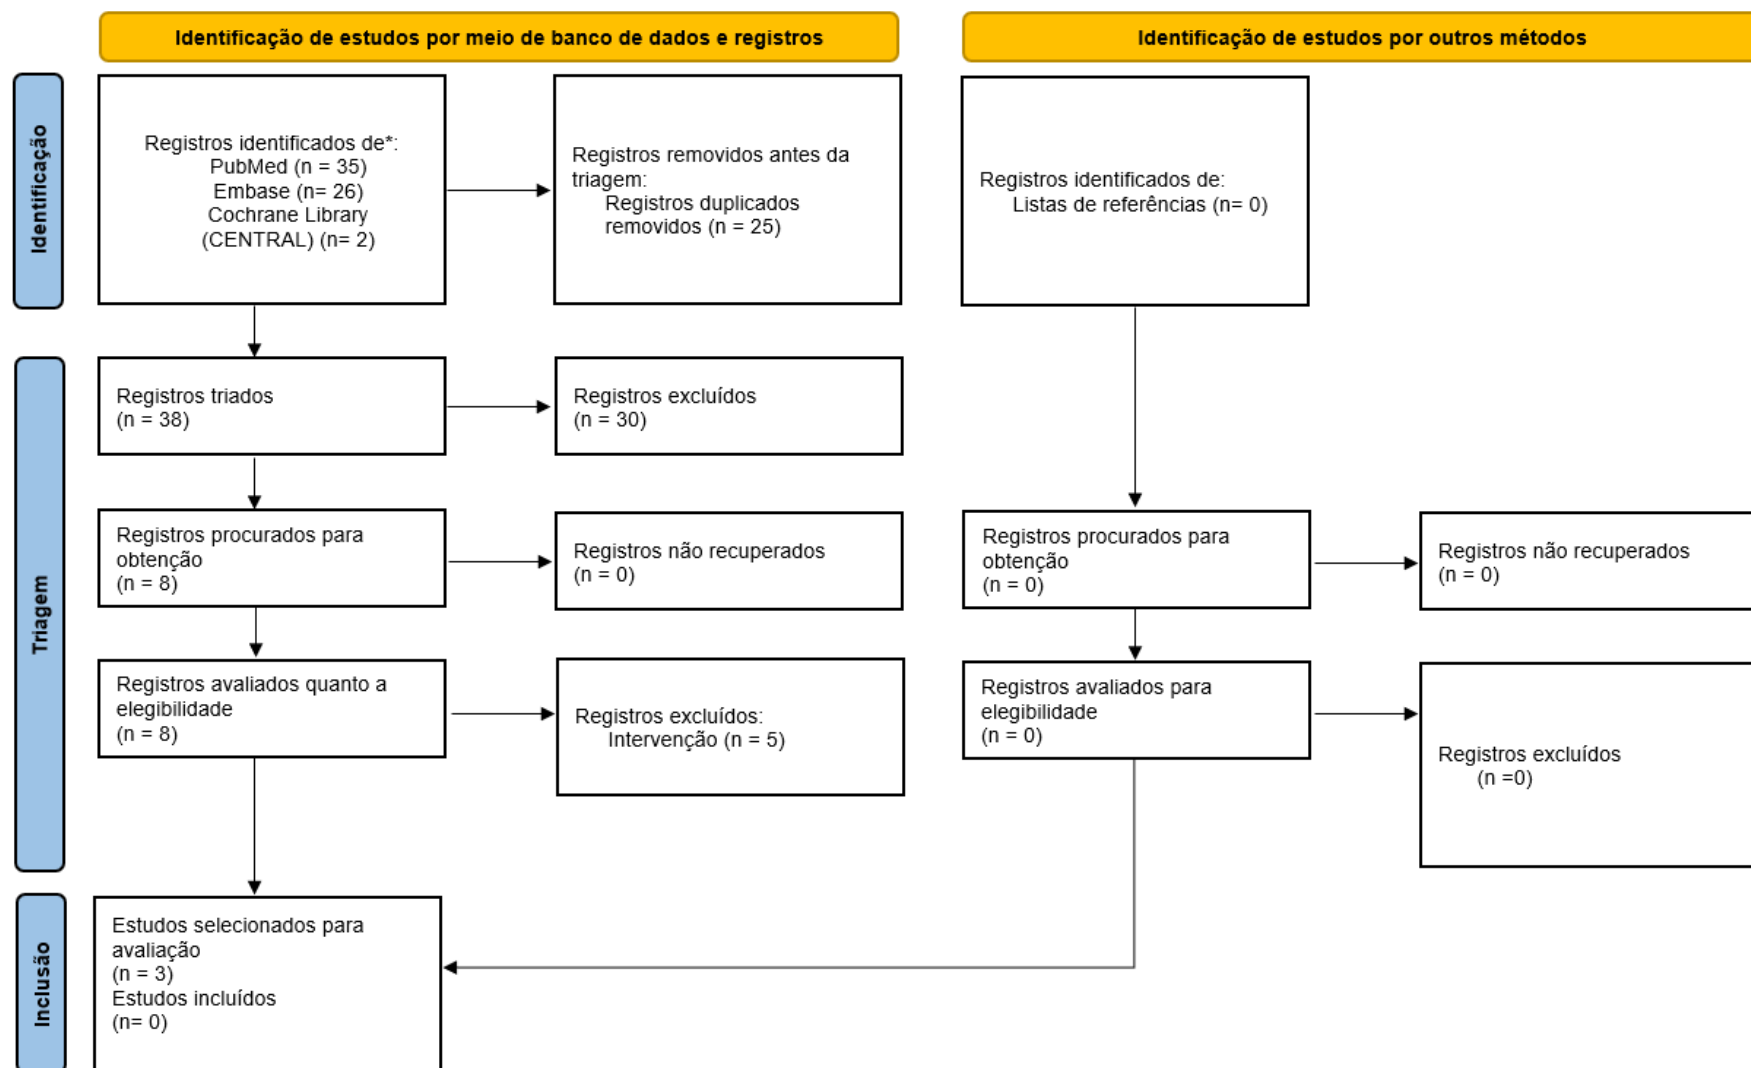 Identificação de estudos por meio de banco de dados e registros
Identificação de estudos por outros métodos
Identificação
Registros identificados de*:
PubMed (n = 35)
Embase (n= 26)
Cochrane Library
(CENTRAL) (n= 2)
Registros removidos antes da
triagem:
Registros duplicados
removidos (n = 25)
Registros identificados de:
Listas de referências (n= 0)
Triagem
Registros triados
(n = 38)
Registros excluídos
(n = 30)
Registros procurados para
obtenção
(n = 8)
Registros não recuperados
(n = 0)
Registros procurados para
obtenção
(n = 0)
Registros não recuperados
(n = 0)
Registros avaliados quanto a
elegibilidade
(n = 8)
Registros excluídos:
Intervenção (n = 5)
Registros avaliados para
elegibilidade
(n = 0)
Registros excluídos
(n =0)
Inclusão
Estudos selecionados para
avaliação
(n = 3)
Estudos incluídos
(n= 0)